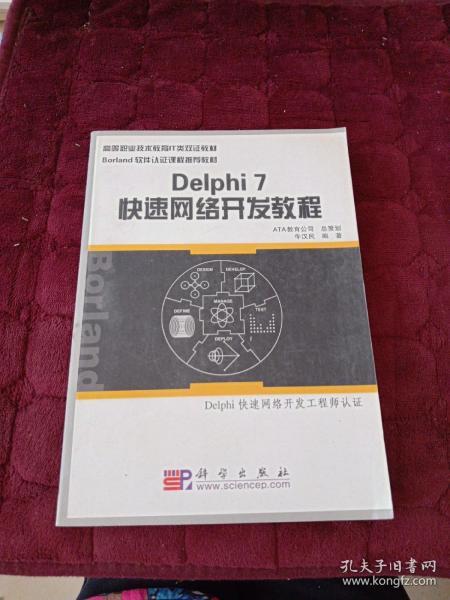 高等职业技术教育IT类双证教材
Borland 软件认证课程推荐教材
Delphi 7
快速网络开发教程
ATA教育公司 总策划
牛汉民 编 著
Borland
DESIGN
DEVELOP
MANAGE
DEFINE
TEST
DEPLOY
Delphi 快速网络开发工程师认证
SP
科学出版社
www.sciencep.com
孔夫子旧书网
www.kongfz.com